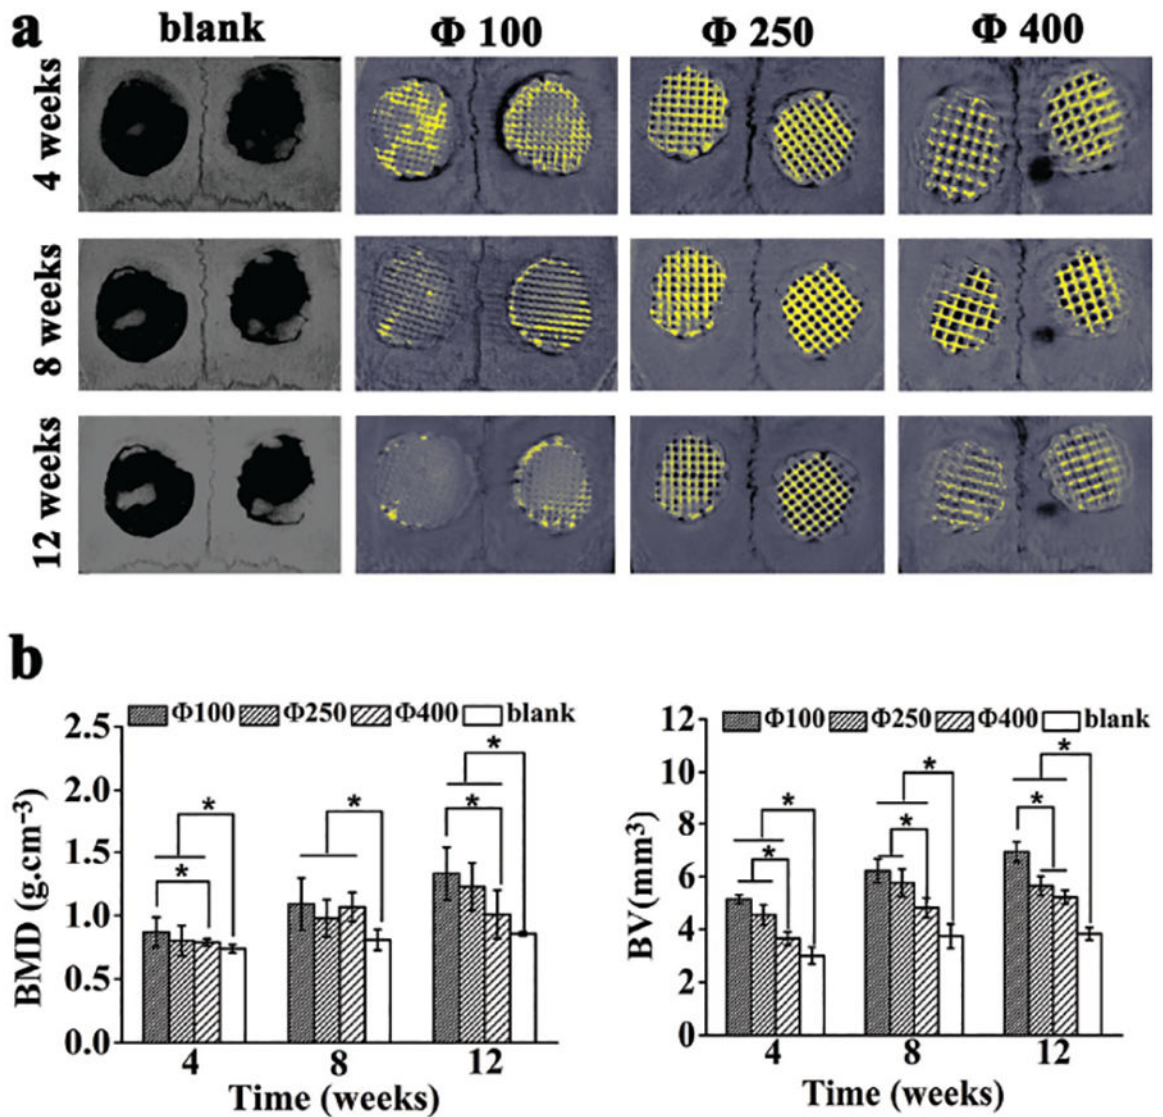 a
blank Φ 100 Φ 250 Φ 400
4 weeks
8 weeks
12 weeks
b
Φ100 Φ250 Φ400 blank
2.5
2.0
1.5
1.0
0.5
0.0
BMD (g.cm⁻³)
* * * * *
4 8 12
Time (weeks)
Φ100 Φ250 Φ400 blank
12
10
8
6
4
2
0
BV(mm³)
* * * * * *
4 8 12
Time (weeks)